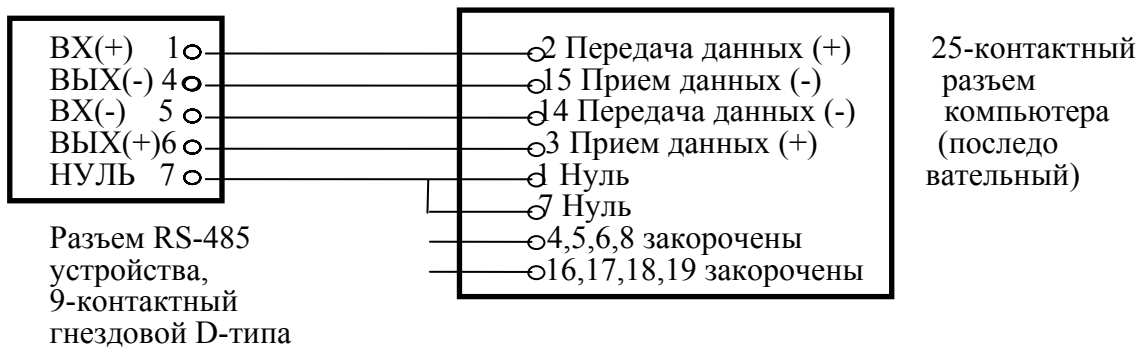 ВХ(+) 1
ВЫХ(-) 4
ВХ(-) 5
ВЫХ(+)6
НУЛЬ 7
Разъем RS-485
устройства,
9-контактный
гнездовой D-типа
2 Передача данных (+)
15 Прием данных (-)
14 Передача данных (-)
3 Прием данных (+)
1 Нуль
7 Нуль
4,5,6,8 закорочены
16,17,18,19 закорочены
25-контактный
разъем
компьютера
(последо
вательный)